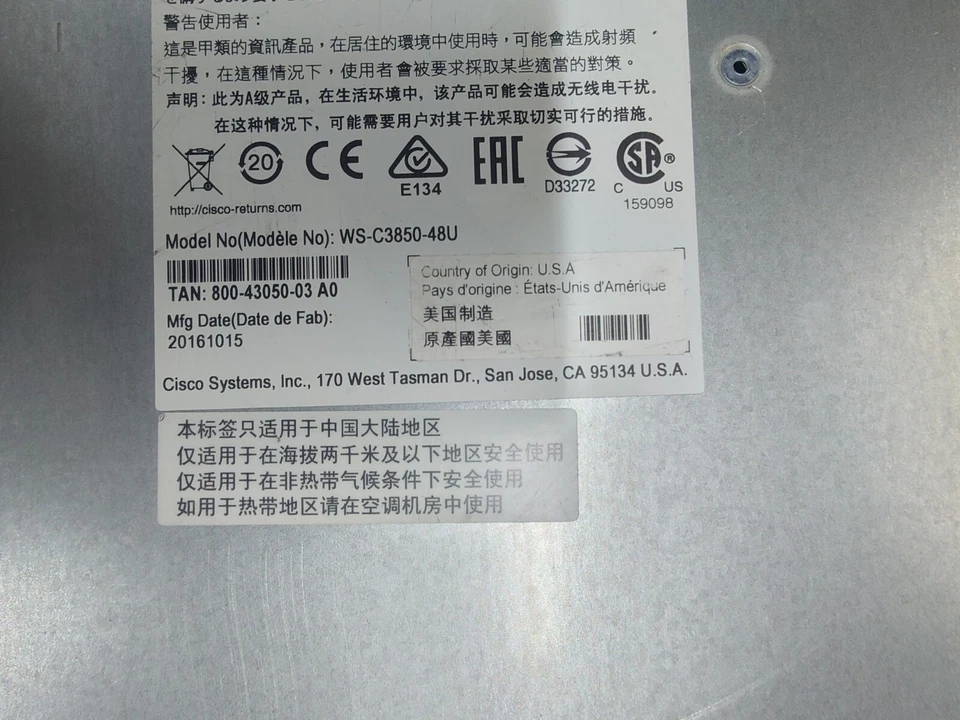 警告使用者：
這是甲類的資訊產品，在居住的環境中使用時，可能會造成射頻
干擾，在這種情況下，使用者會被要求採取某些適當的對策。
声明：此为A级产品，在生活环境中，该产品可能会造成无线电干扰。
在这种情况下，可能需要用户对其干扰采取切实可行的措施。
20 CE E134 EAC D33272 SA ® C US 159098
http://cisco-returns.com
Model No(Modèle No): WS-C3850-48U
TAN: 800-43050-03 A0
Mfg Date(Date de Fab):
20161015
Country of Origin: U.S.A
Pays d'origine : États-Unis d'Amérique
美国制造
原產國美國
Cisco Systems, Inc., 170 West Tasman Dr., San Jose, CA 95134 U.S.A.
本标签只适用于中国大陆地区
仅适用于在海拔两千米及以下地区安全使用
仅适用于在非热带气候条件下安全使用
如用于热带地区请在空调机房中使用